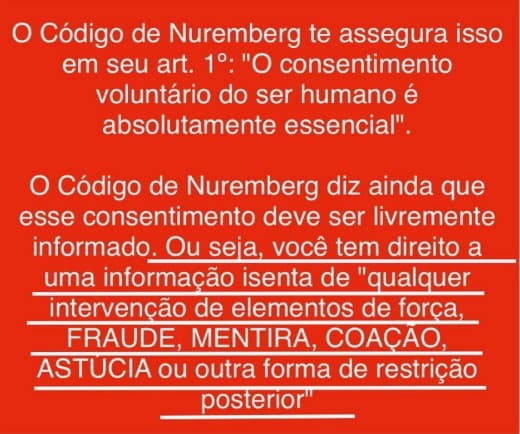 O Código de Nuremberg te assegura isso
em seu art. 1º: "O consentimento
voluntário do ser humano é
absolutamente essencial".
O Código de Nuremberg diz ainda que
esse consentimento deve ser livremente
informado. Ou seja, você tem direito a
uma informação isenta de "qualquer
intervenção de elementos de força,
FRAUDE, MENTIRA, COAÇÃO,
ASTÚCIA ou outra forma de restrição
posterior"